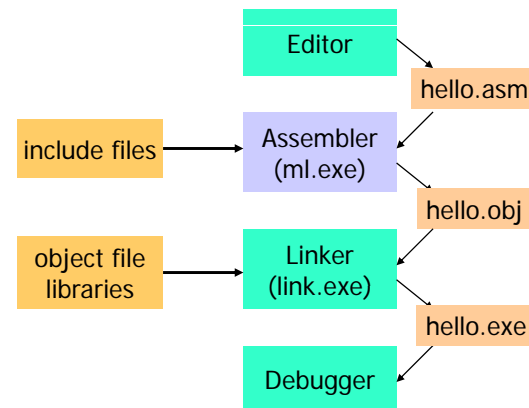 Editor
hello.asm
include files
Assembler
(ml.exe)
hello.obj
object file
libraries
Linker
(link.exe)
hello.exe
Debugger